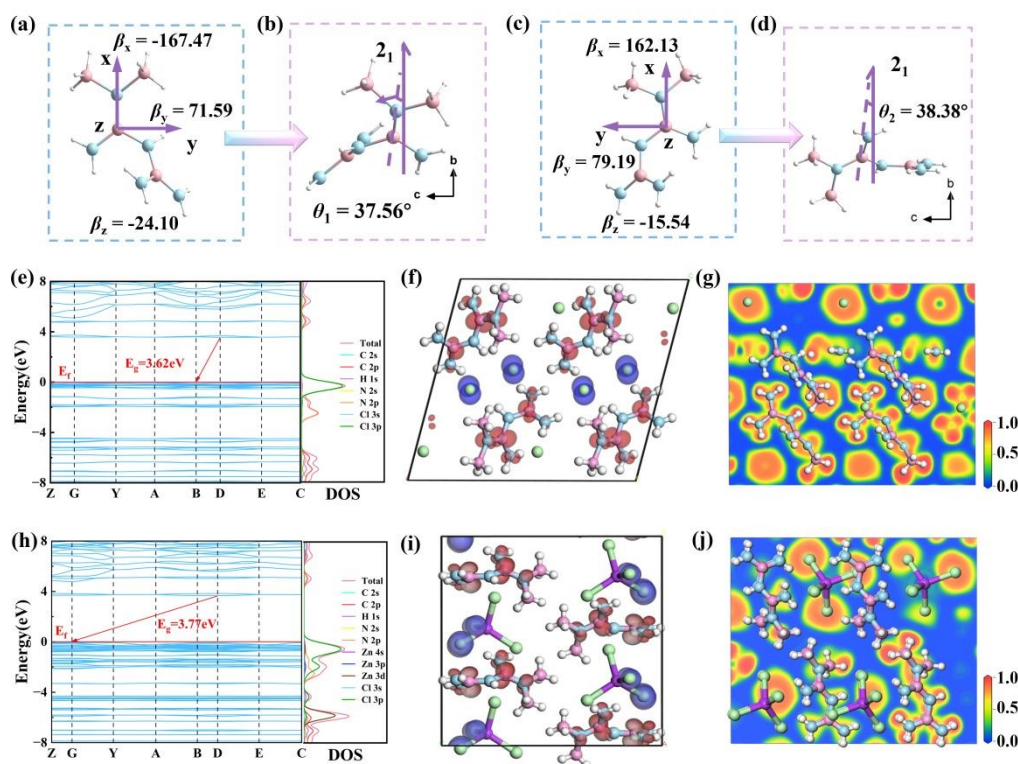 (a)
βx = -167.47
x
βy = 71.59
z
y
βz = -24.10
(b)
2₁
θ₁ = 37.56°
b
c
(c)
βx = 162.13
x
y
z
βy = 79.19
βz = -15.54
(d)
2₁
θ₂ = 38.38°
b
c
(e)
Energy(eV)
8
4
0
−4
−8
Ef
Eg=3.62eV
Z G Y A B D E C
DOS
Total
C 2s
C 2p
H 1s
N 2s
N 2p
Cl 3s
Cl 3p
(f)
(g)
1.0
0.5
0.0
(h)
Energy(eV)
8
4
0
−4
−8
Ef
Eg=3.77eV
Z G Y A B D E C
DOS
Total
C 2s
C 2p
H 1s
N 2s
N 2p
Zn 4s
Zn 3p
Zn 3d
Cl 3s
Cl 3p
(i)
(j)
1.0
0.5
0.0